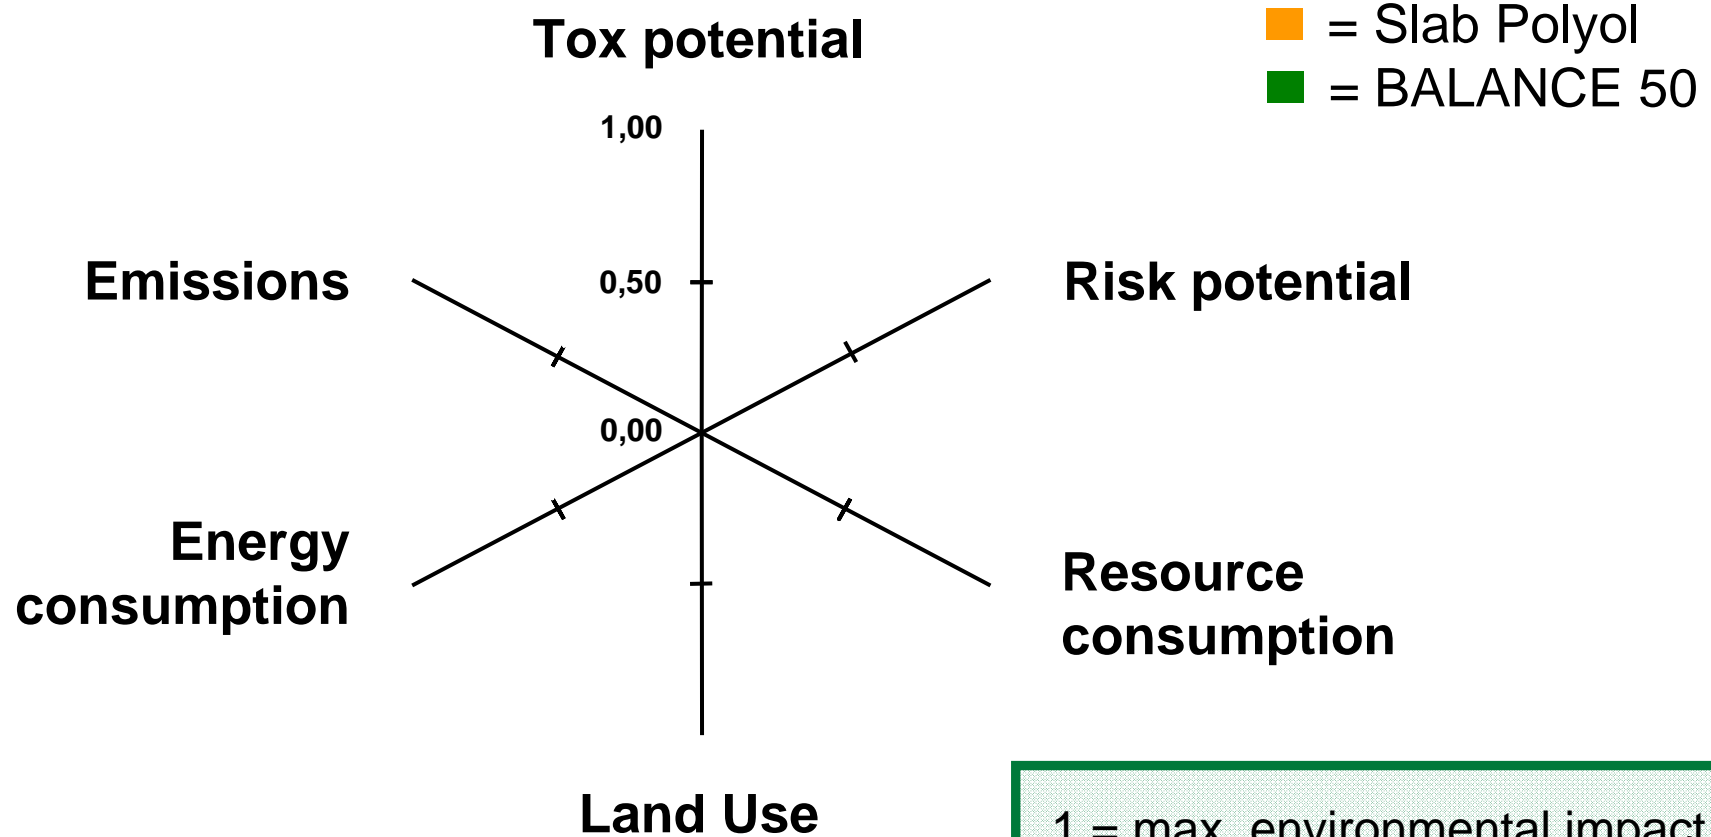 Tox potential
= Slab Polyol
= BALANCE 50
1,00
Emissions
0,50
Risk potential
0,00
Energy
consumption
Resource
consumption
Land Use
1 = max. environmental impact